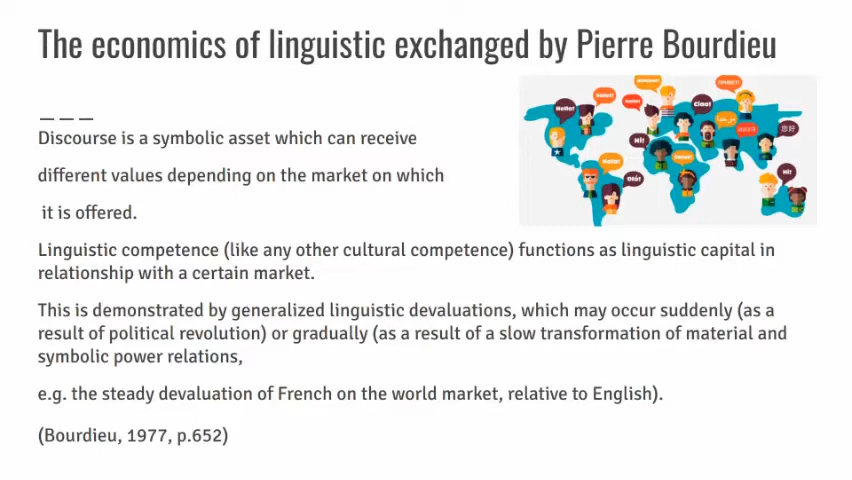 The economics of linguistic exchanged by Pierre Bourdieu
Discourse is a symbolic asset which can receive
different values depending on the market on which
it is offered.
Linguistic competence (like any other cultural competence) functions as linguistic capital in
relationship with a certain market.
This is demonstrated by generalized linguistic devaluations, which may occur suddenly (as a
result of political revolution) or gradually (as a result of a slow transformation of material and
symbolic power relations,
e.g. the steady devaluation of French on the world market, relative to English).
(Bourdieu, 1977, p.652)
Hello!
Ciao!
Hi!
你好
Olá!
Hi!